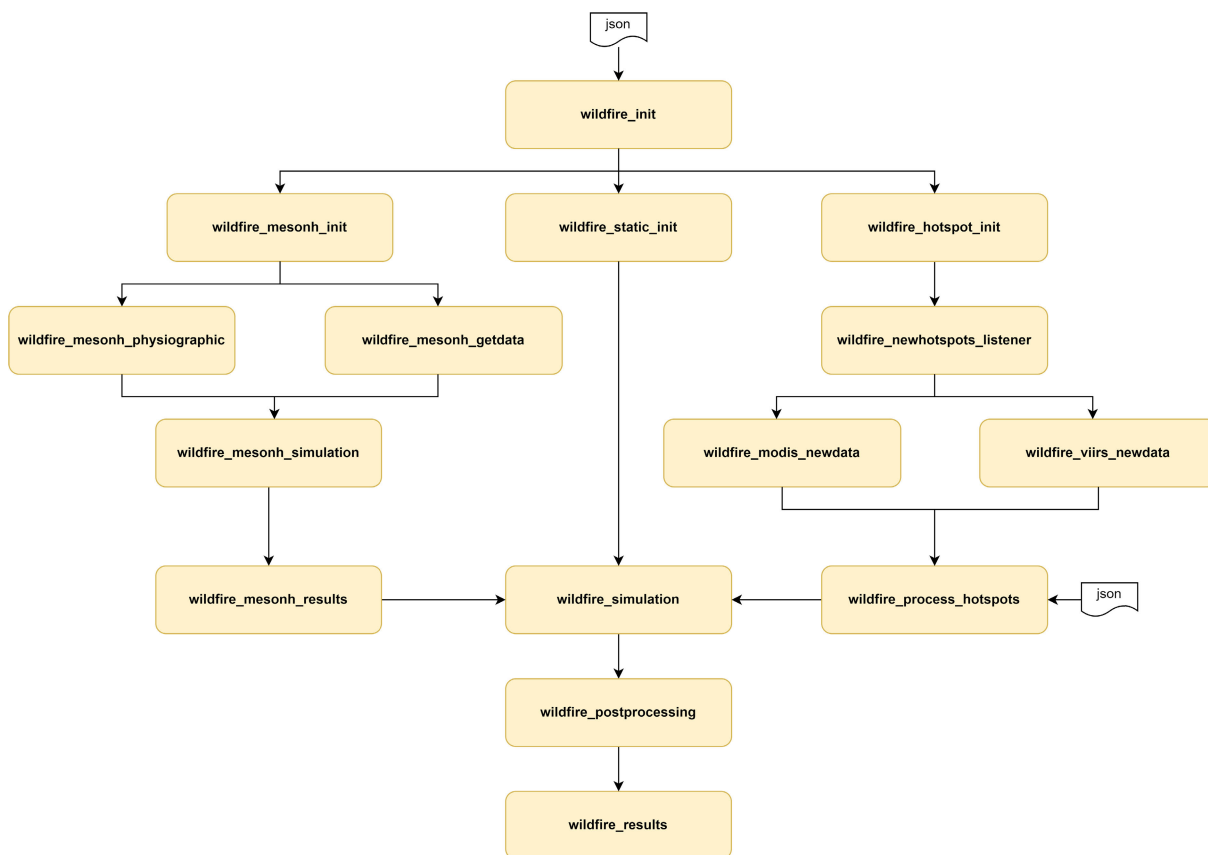 json
wildfire_init
wildfire_mesonh_init
wildfire_static_init
wildfire_hotspot_init
wildfire_mesonh_physiographic
wildfire_mesonh_getdata
wildfire_newhotspots_listener
wildfire_mesonh_simulation
wildfire_modis_newdata
wildfire_viirs_newdata
wildfire_mesonh_results
wildfire_simulation
wildfire_process_hotspots
json
wildfire_postprocessing
wildfire_results